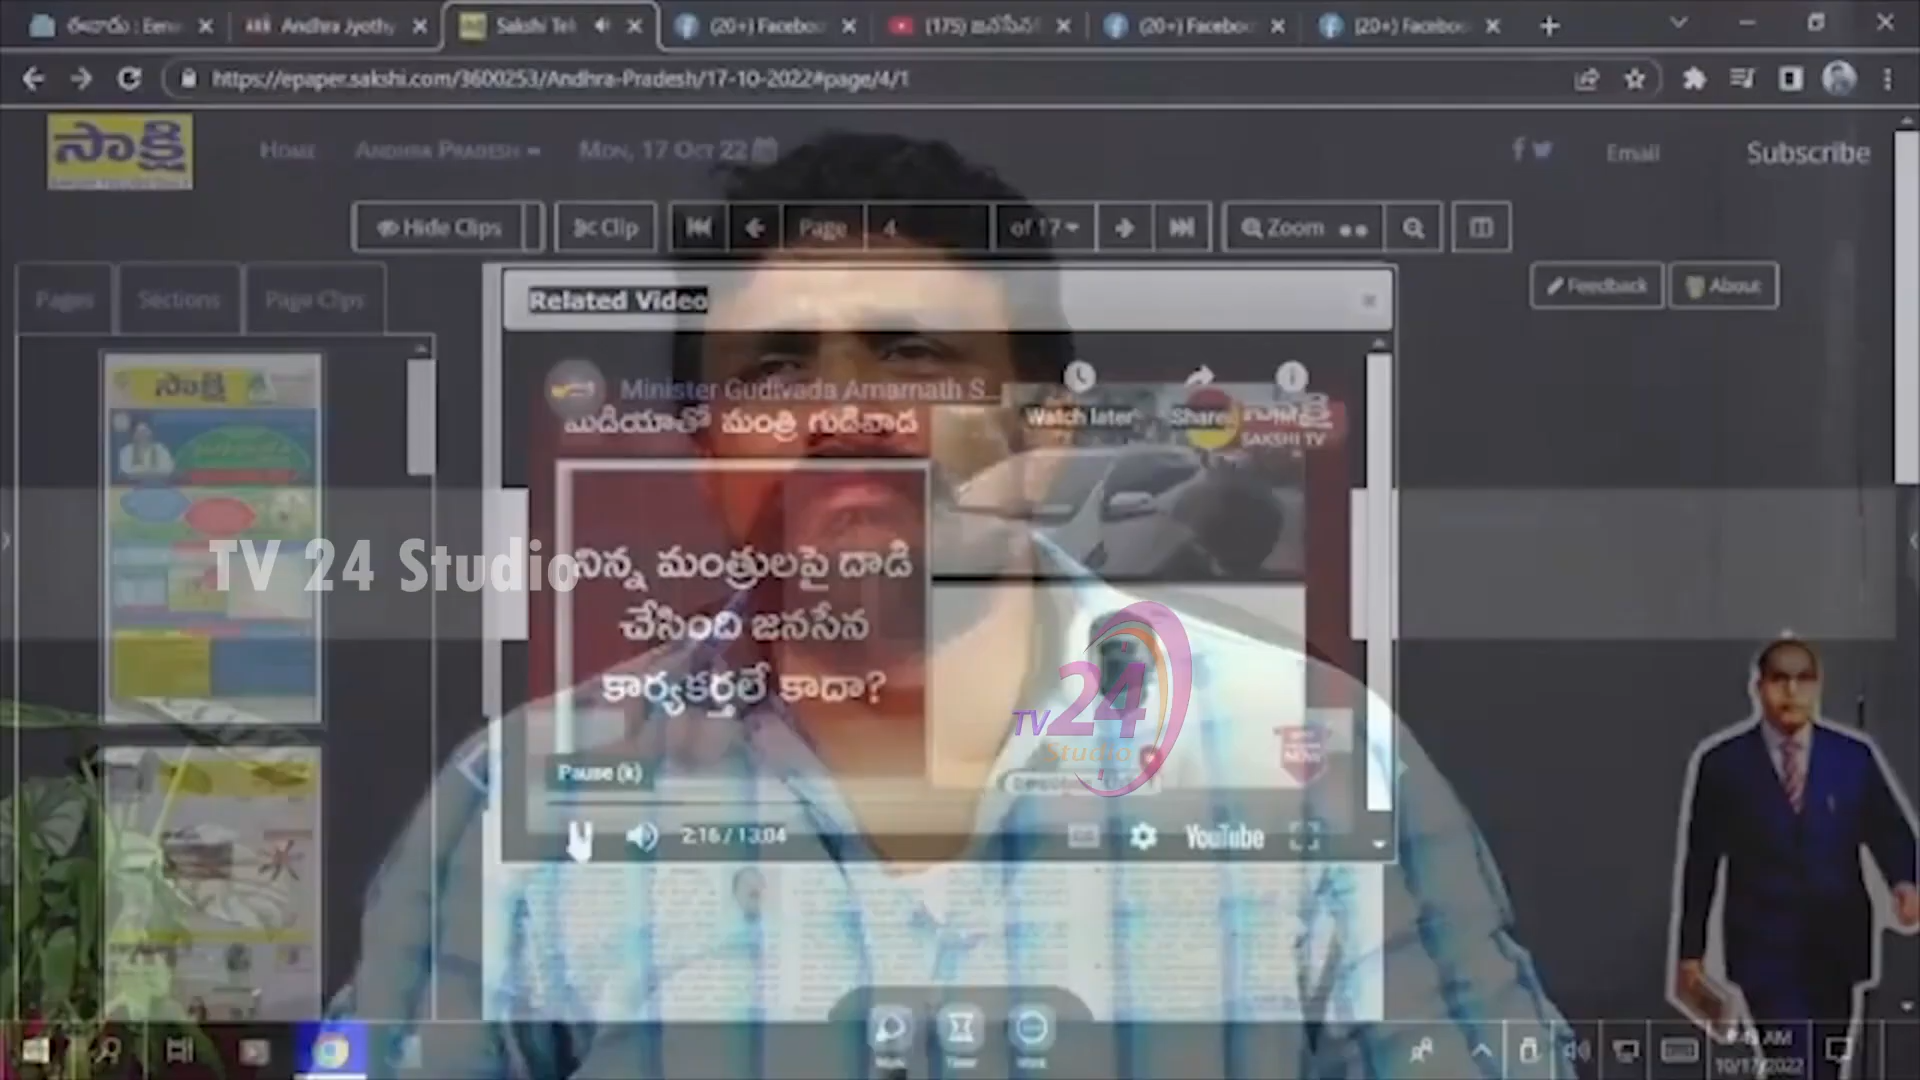 Andhra Jyothy
Sakshi Tel
(20+) Faceboo
(175) జనసేన
(20+) Faceboo
(20+) Faceboo
https://epaper.sakshi.com/3600253/Andhra-Pradesh/17-10-2022#page/4/1
సాక్షి
HOME
ANDHRA PRADESH
MON, 17 OCT 22
Email
Subscribe
Hide Clips
Clip
Page
4
of 17
Zoom
Pages
Sections
Page Clips
Related Video
Feedback
About
సాక్షి
Minister Gudivada Amarnath S...
Watch later
Share
మీడియాతో మంత్రి గుడివాడ
SAKSHI TV
TV 24 Studio
నిన్న మంత్రులపై దాడి
చేసింది జనసేన
కార్యకర్తలే కాదా?
TV 24
Studio
Pause (k)
2:16 / 13:04
YouTube
10/17/2022